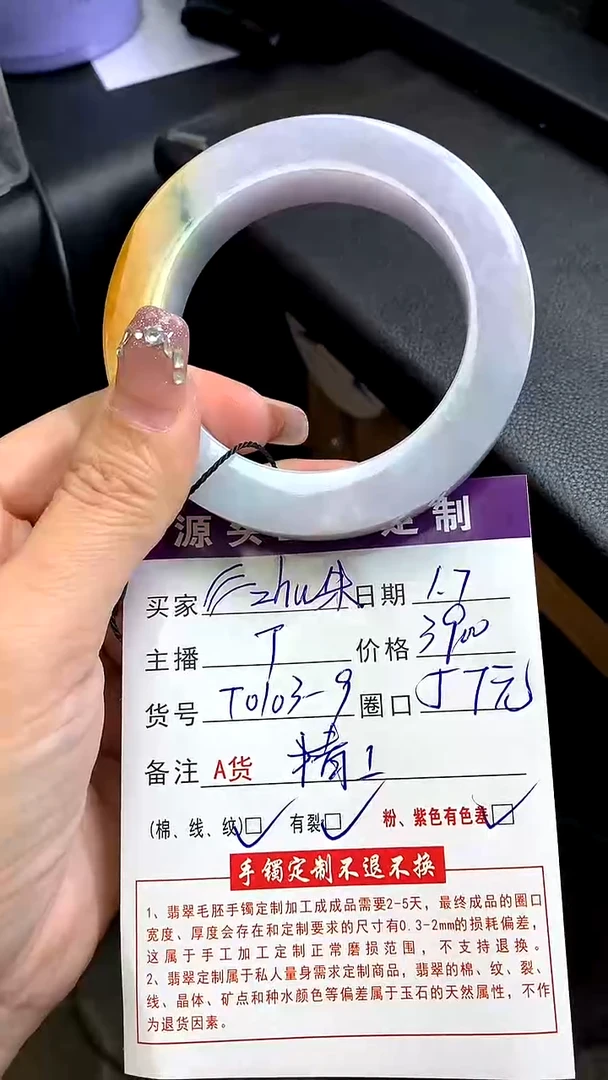 源 定制
买家 zhu朱 日期 1.7
主播 T 价格 3900
货号 T0103-9 圈口 57元
备注 A货 精工
(棉、线、纹)□ 有裂□ 粉、紫色有色差□
手镯定制不退不换
1、翡翠毛胚手镯定制加工成成品需要2-5天，最终成品的圈口
宽度、厚度会存在和定制要求的尺寸有0.3-2mm的损耗偏差，
这属于手工加工定制正常磨损范围，不支持退换。
2、翡翠定制属于私人量身需求定制商品，翡翠的棉、纹、裂、
线、晶体、矿点和种水颜色等偏差属于玉石的天然属性，不作
为退货因素。